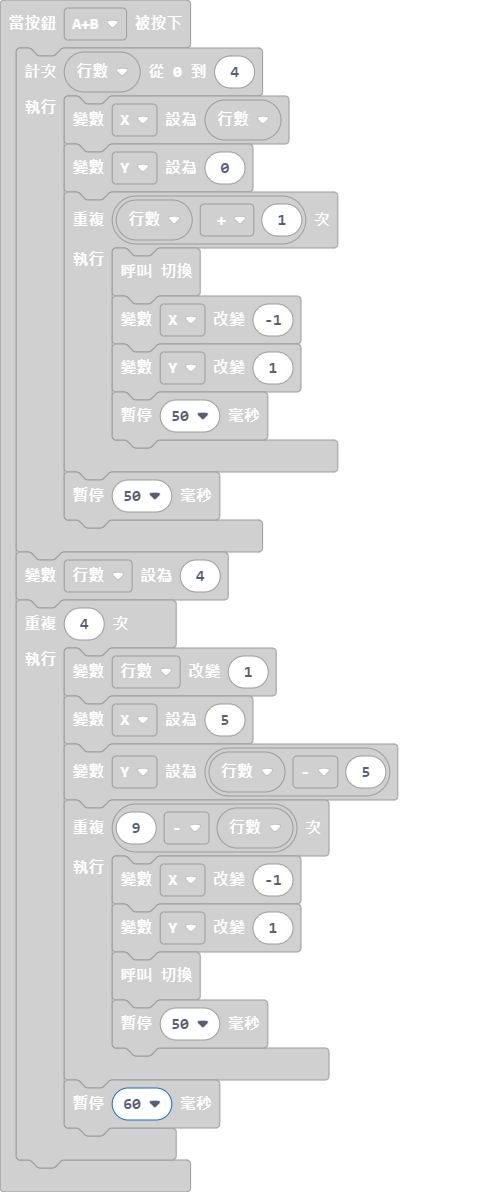 當按鈕 A+B 被按下
計次 行數 從 0 到 4
執行 變數 X 設為 行數
變數 Y 設為 0
重複 行數 + 1 次
執行 呼叫 切換
變數 X 改變 -1
變數 Y 改變 1
暫停 50 毫秒
暫停 50 毫秒
變數 行數 設為 4
重複 4 次
執行 變數 行數 改變 1
變數 X 設為 5
變數 Y 設為 行數 - 5
重複 9 - 行數 次
執行 變數 X 改變 -1
變數 Y 改變 1
呼叫 切換
暫停 50 毫秒
暫停 60 毫秒